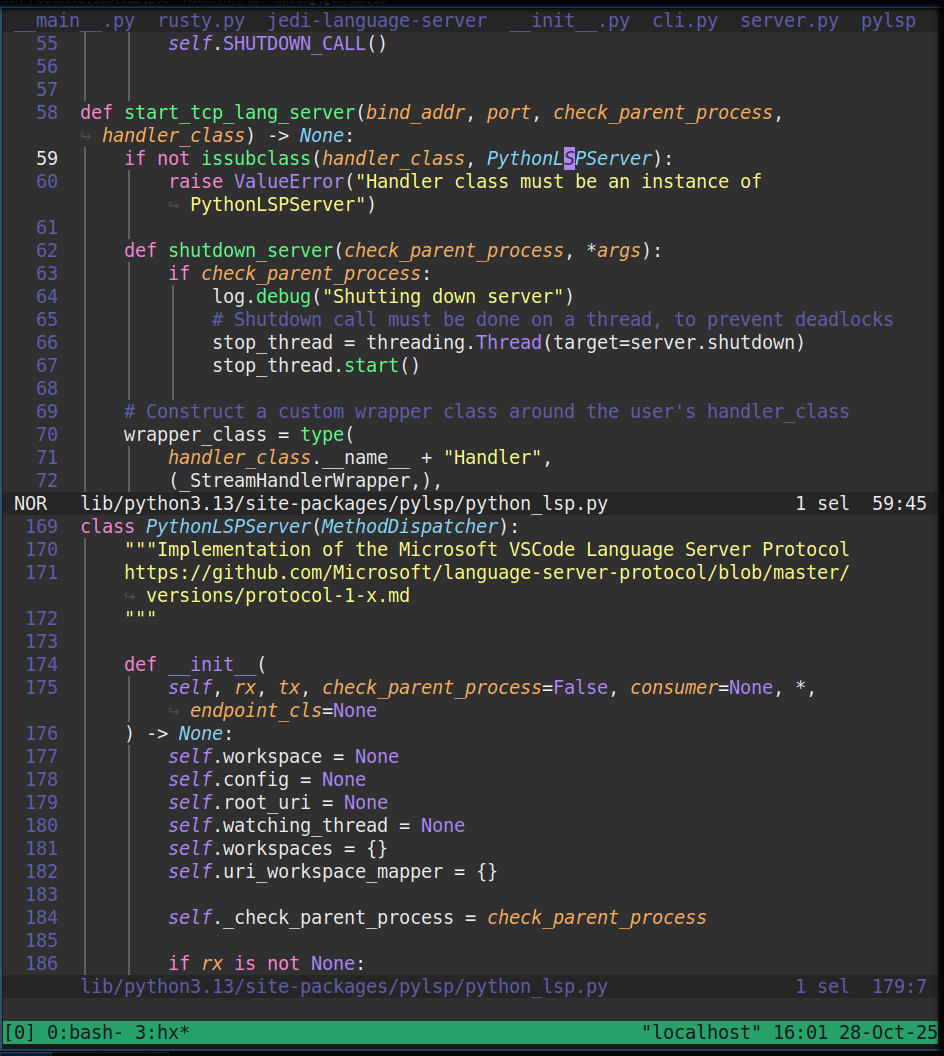 __main__.py  rusty.py  jedi-language-server  __init__.py  cli.py  server.py  pylsp
55 self.SHUTDOWN_CALL()
56
57
58 def start_tcp_lang_server(bind_addr, port, check_parent_process,
↪ handler_class) -> None:
59 if not issubclass(handler_class, PythonLSPServer):
60 raise ValueError("Handler class must be an instance of
↪ PythonLSPServer")
61
62 def shutdown_server(check_parent_process, *args):
63 if check_parent_process:
64 log.debug("Shutting down server")
65 # Shutdown call must be done on a thread, to prevent deadlocks
66 stop_thread = threading.Thread(target=server.shutdown)
67 stop_thread.start()
68
69 # Construct a custom wrapper class around the user's handler_class
70 wrapper_class = type(
71 handler_class.__name__ + "Handler",
72 (_StreamHandlerWrapper,),
NOR lib/python3.13/site-packages/pylsp/python_lsp.py 1 sel 59:45
169 class PythonLSPServer(MethodDispatcher):
170 """Implementation of the Microsoft VSCode Language Server Protocol
171 https://github.com/Microsoft/language-server-protocol/blob/master/
↪ versions/protocol-1-x.md
172 """
173
174 def __init__(
175 self, rx, tx, check_parent_process=False, consumer=None, *,
↪ endpoint_cls=None
176 ) -> None:
177 self.workspace = None
178 self.config = None
179 self.root_uri = None
180 self.watching_thread = None
181 self.workspaces = {}
182 self.uri_workspace_mapper = {}
183
184 self._check_parent_process = check_parent_process
185
186 if rx is not None:
lib/python3.13/site-packages/pylsp/python_lsp.py 1 sel 179:7
[0] 0:bash- 3:hx* "localhost" 16:01 28-Oct-25